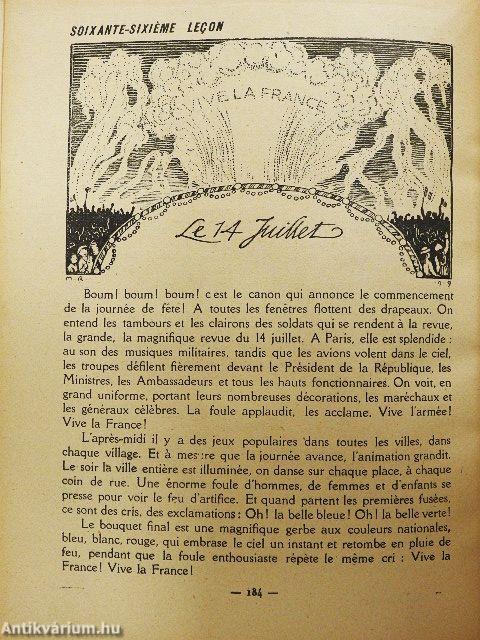 SOIXANTE-SIXIÈME LEÇON
VIVE LA FRANCE
Le 14 Juillet
M R
Boum! boum! boum! c'est le canon qui annonce le commencement
de la journée de fête! A toutes les fenêtres flottent des drapeaux. On
entend les tambours et les clairons des soldats qui se rendent à la revue,
la grande, la magnifique revue du 14 juillet. A Paris, elle est splendide :
au son des musiques militaires, tandis que les avions volent dans le ciel,
les troupes défilent fièrement devant le Président de la République, les
Ministres, les Ambassadeurs et tous les hauts fonctionnaires. On voit, en
grand uniforme, portant leurs nombreuses décorations, les maréchaux et
les généraux célèbres. La foule applaudit, les acclame. Vive l'armée!
Vive la France!
L'après-midi il y a des jeux populaires dans toutes les villes, dans
chaque village. Et à mesure que la journée avance, l'animation grandit.
Le soir la ville entière est illuminée, on danse sur chaque place, à chaque
coin de rue. Une énorme foule d'hommes, de femmes et d'enfants se
presse pour voir le feu d'artifice. Et quand partent les premières fusées,
ce sont des cris, des exclamations : Oh! la belle bleue! Oh! la belle verte!
Le bouquet final est une magnifique gerbe aux couleurs nationales,
bleu, blanc, rouge, qui embrase le ciel un instant et retombe en pluie de
feu, pendant que la foule enthousiaste répète le même cri : Vive la
France! Vive la France!
— 184 —
Antikvárium.hu